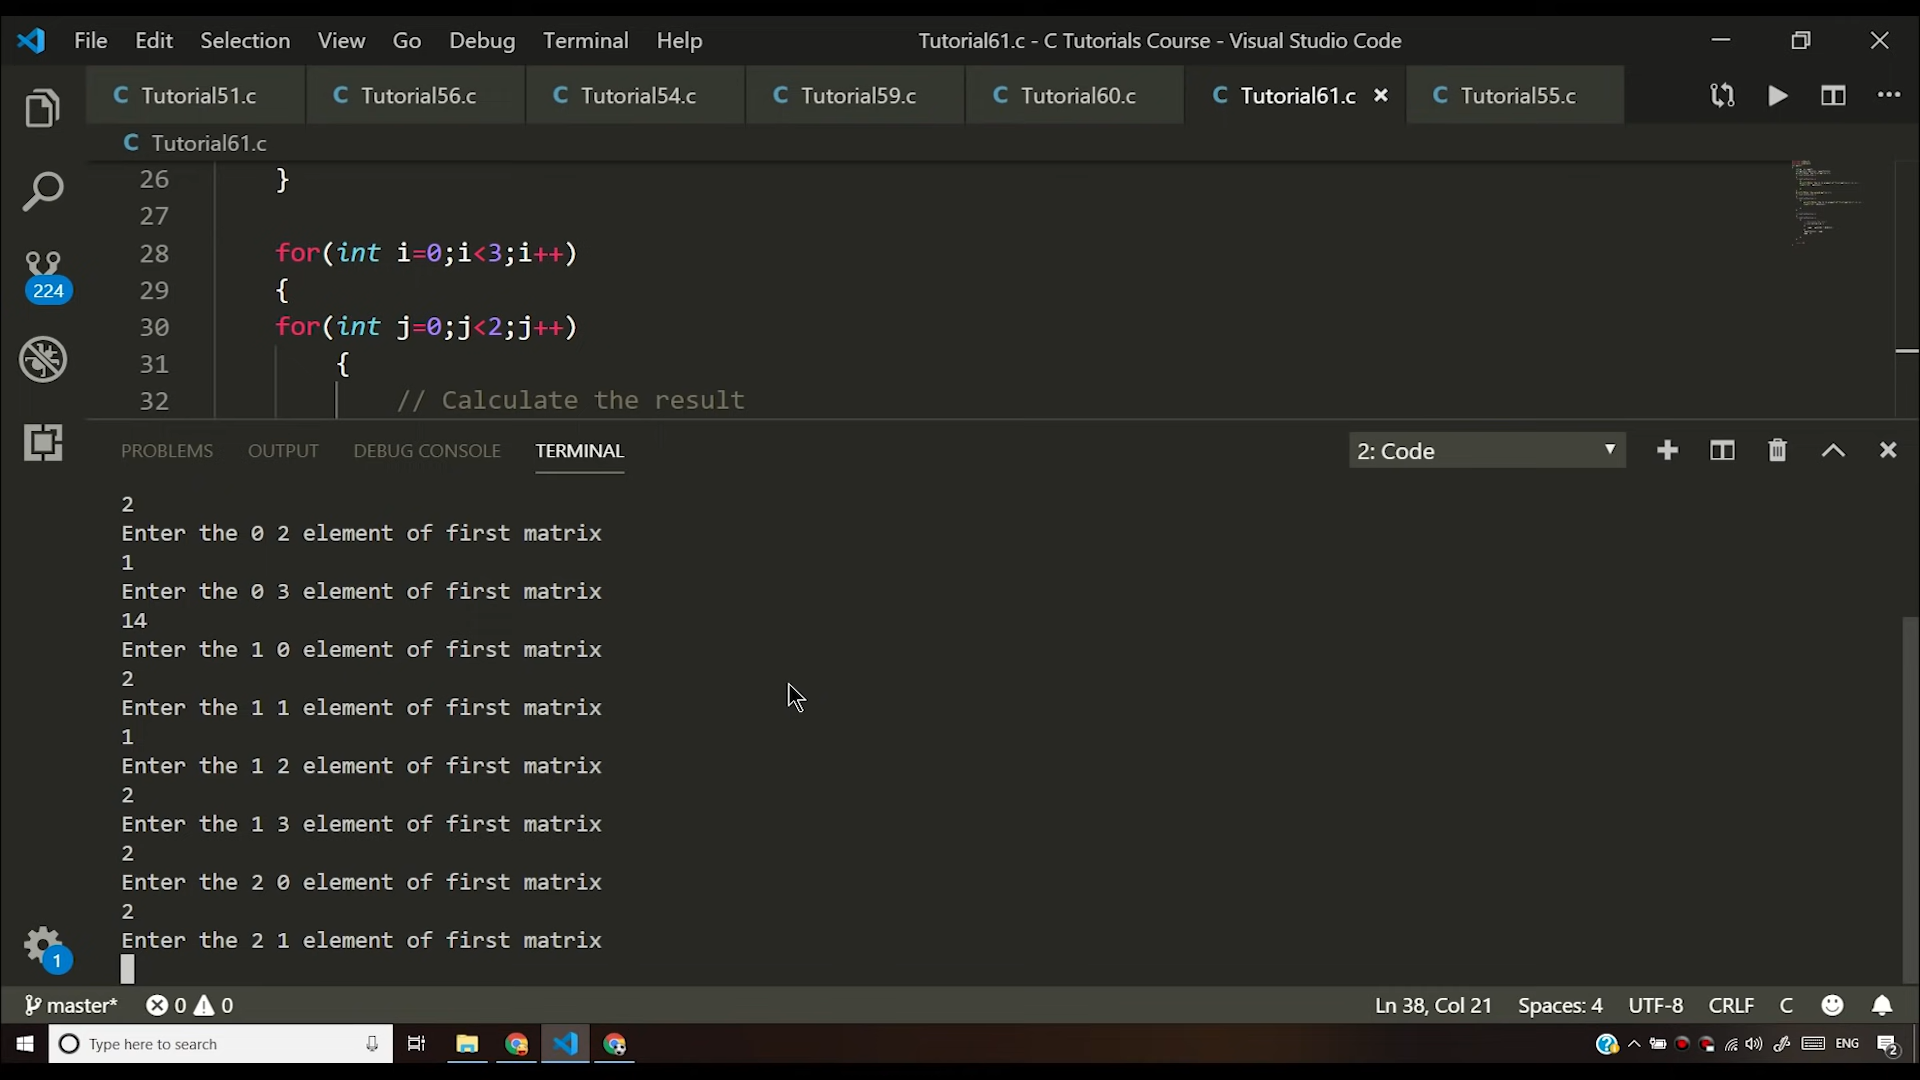 File Edit Selection View Go Debug Terminal Help Tutorial61.c - C Tutorials Course - Visual Studio Code
C Tutorial51.c C Tutorial56.c C Tutorial54.c C Tutorial59.c C Tutorial60.c C Tutorial61.c × C Tutorial55.c ...
C Tutorial61.c
26 }
27
28 for(int i=0;i<3;i++)
29 {
30 for(int j=0;j<2;j++)
31 {
32 // Calculate the result
224
PROBLEMS OUTPUT DEBUG CONSOLE TERMINAL 2: Code
2
Enter the 0 2 element of first matrix
1
Enter the 0 3 element of first matrix
14
Enter the 1 0 element of first matrix
2
Enter the 1 1 element of first matrix
1
Enter the 1 2 element of first matrix
2
Enter the 1 3 element of first matrix
2
Enter the 2 0 element of first matrix
2
Enter the 2 1 element of first matrix
1
master* 0 0 Ln 38, Col 21 Spaces: 4 UTF-8 CRLF C
Type here to search ENG 2